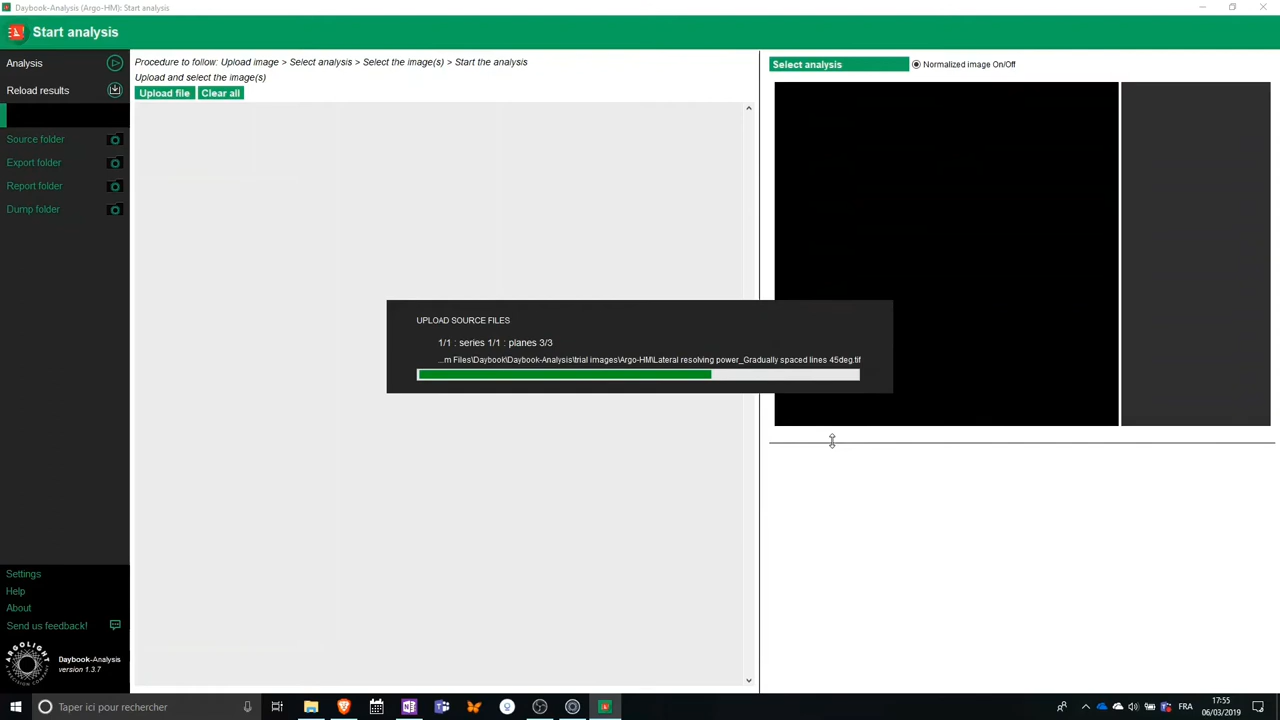 Daybook-Analysis (Argo-HM): Start analysis
Start analysis
Analysis
Reload results
Source folder
Export folder
Report folder
Dump folder
Procedure to follow: Upload image > Select analysis > Select the image(s) > Start the analysis
Upload and select the image(s)
Upload file
Clear all
Select analysis
Normalized image On/Off
UPLOAD SOURCE FILES
1/1 : series 1/1 : planes 3/3
...m Files\Daybook\Daybook-Analysis\trial images\Argo-HM\Lateral resolving power_Gradually spaced lines 45deg.tif
Settings
Help
About
Send us feedback!
ARGOLIGHT
PRECISION COMPANY
Daybook-Analysis
version 1.3.7
Taper ici pour rechercher
FRA
17:55
06/03/2019